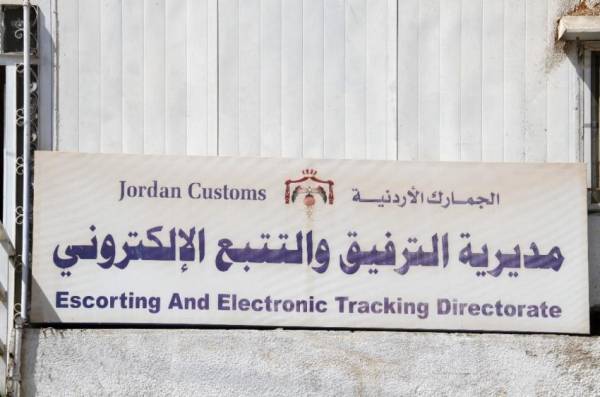 Jordan Customs الجمارك الأردنية
مديرية الترفيق والتتبع الإلكتروني
Escorting And Electronic Tracking Directorate